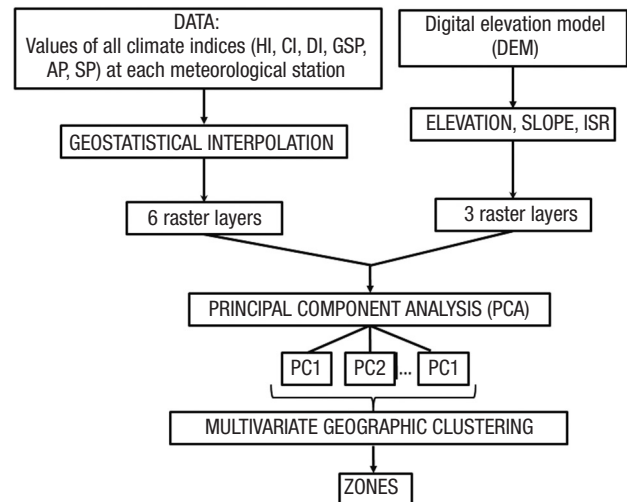 DATA:
Values of all climate indices (HI, CI, DI, GSP,
AP, SP) at each meteorological station
Digital elevation model
(DEM)
GEOSTATISTICAL INTERPOLATION
ELEVATION, SLOPE, ISR
6 raster layers
3 raster layers
PRINCIPAL COMPONENT ANALYSIS (PCA)
PC1 PC2 ... PC1
MULTIVARIATE GEOGRAPHIC CLUSTERING
ZONES